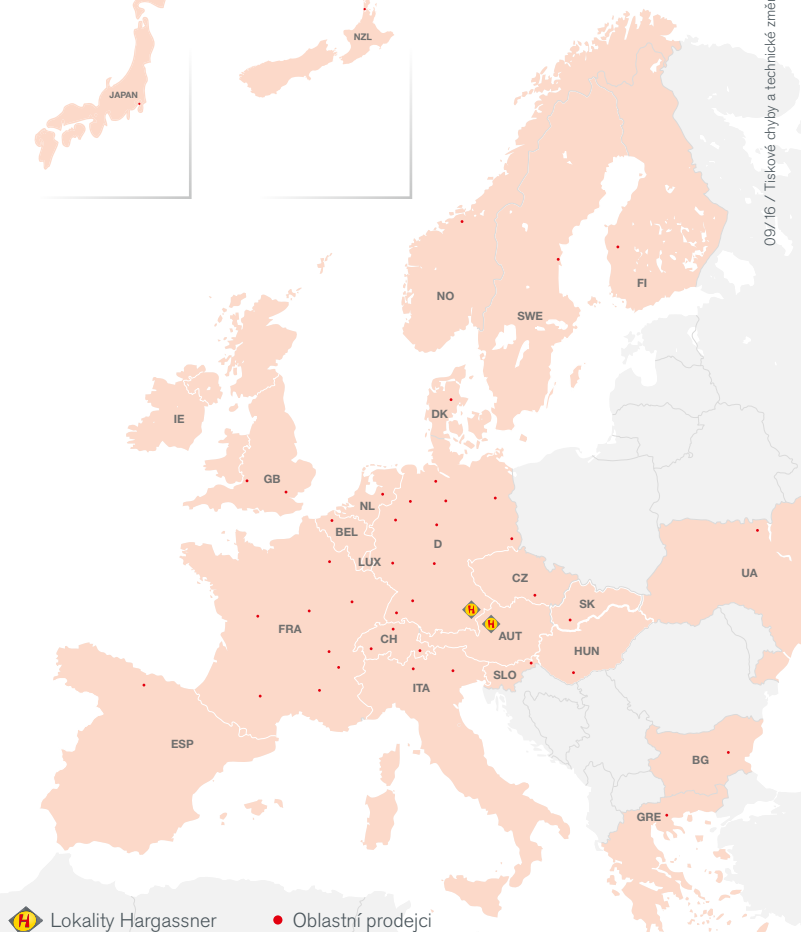 NZL
JAPAN
09/16 / Tiskové chyby a technické změn
NO
SWE
FI
DK
IE
GB
NL
BEL
D
LUX
CZ
SK
UA
FRA
CH
AUT
HUN
SLO
ITA
ESP
BG
GRE
H
H
H Lokality Hargassner
Oblastní prodejci